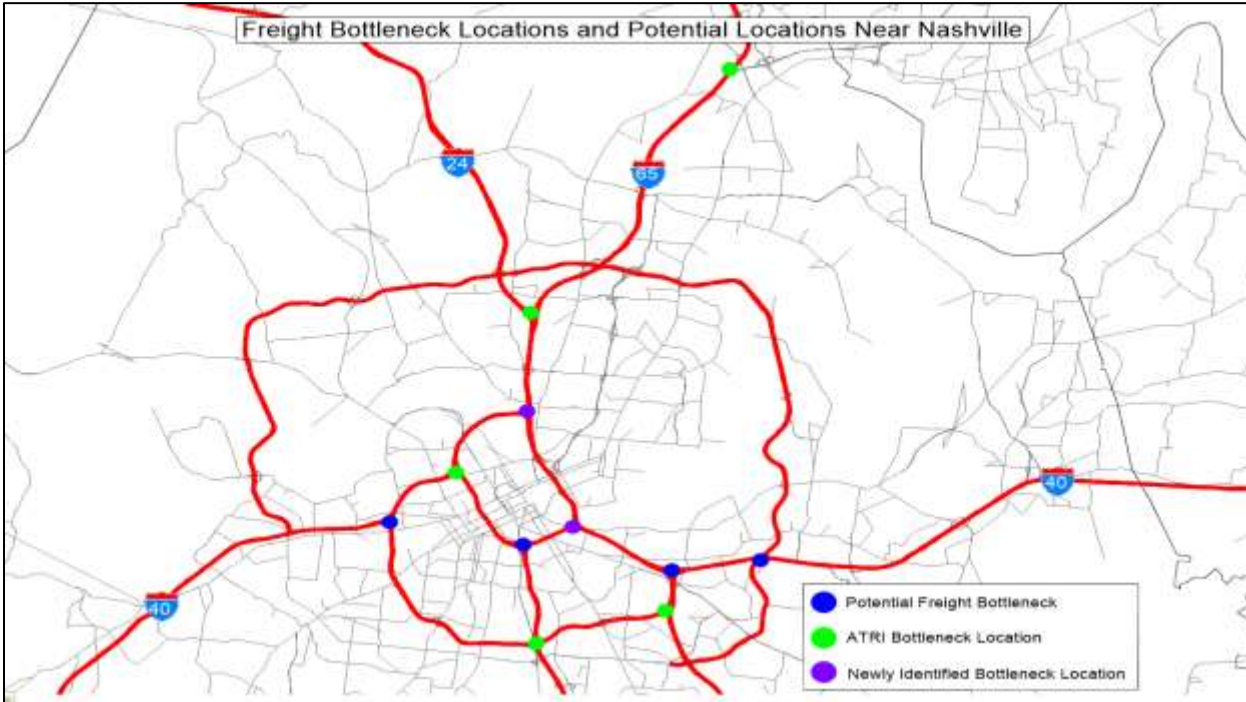 Freight Bottleneck Locations and Potential Locations Near Nashville
24
65
40
40
Potential Freight Bottleneck
ATRI Bottleneck Location
Newly Identified Bottleneck Location